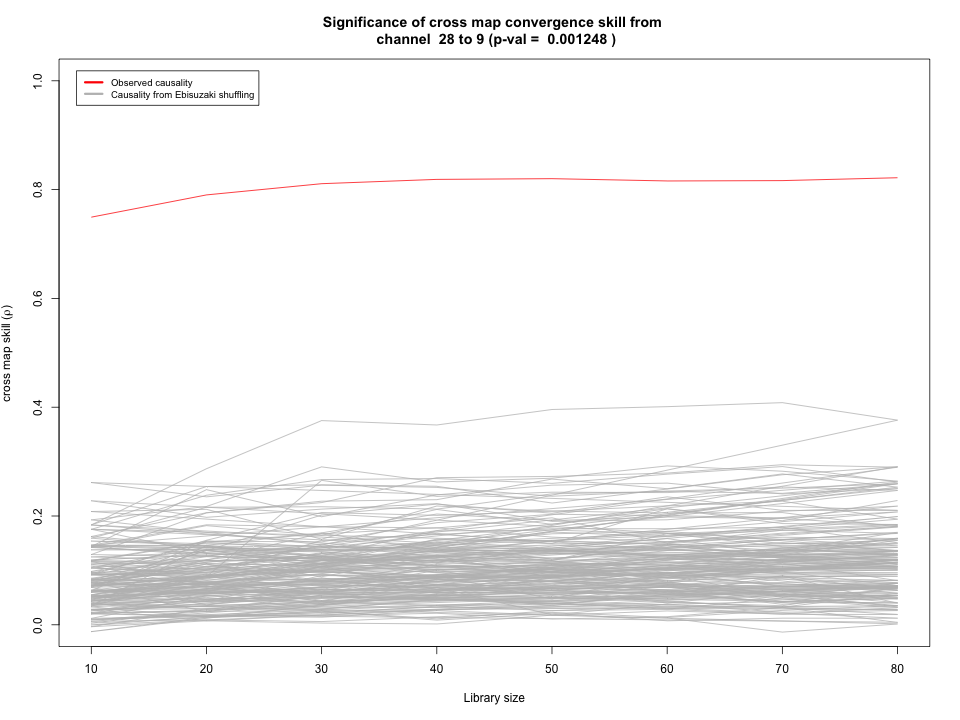 Significance of cross map convergence skill from
channel  28 to 9 (p-val =  0.001248 )
Observed causality
Causality from Ebisuzaki shuffling
cross map skill (ρ)
1.0
0.8
0.6
0.4
0.2
0.0
10 20 30 40 50 60 70 80
Library size